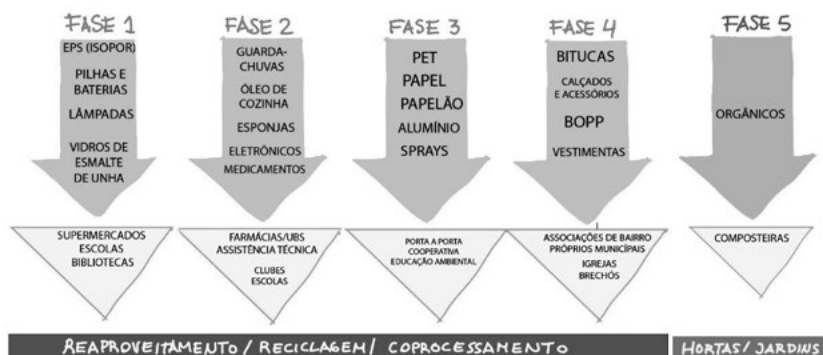 FASE 1
EPS (ISOPOR)
PILHAS E
BATERIAS
LÂMPADAS
VIDROS DE
ESMALTE
DE UNHA
SUPERMERCADOS
ESCOLAS
BIBLIOTECAS
FASE 2
GUARDA-
CHUVAS
ÓLEO DE
COZINHA
ESPONJAS
ELETRÔNICOS
MEDICAMENTOS
FARMÁCIAS/UBS
ASSISTÊNCIA TÉCNICA
CLUBES
ESCOLAS
FASE 3
PET
PAPEL
PAPELÃO
ALUMÍNIO
SPRAYS
PORTA A PORTA
COOPERATIVA
EDUCAÇÃO AMBIENTAL
FASE 4
BITUCAS
CALÇADOS
E ACESSÓRIOS
BOPP
VESTIMENTAS
ASSOCIAÇÕES DE BAIRRO
PRÓPRIOS MUNICÍPAIS
IGREJAS
BRECHÓS
FASE 5
ORGÂNICOS
COMPOSTEIRAS
REAPROVEITAMENTO / RECICLAGEM / COPROCESSAMENTO
HORTAS / JARDINS